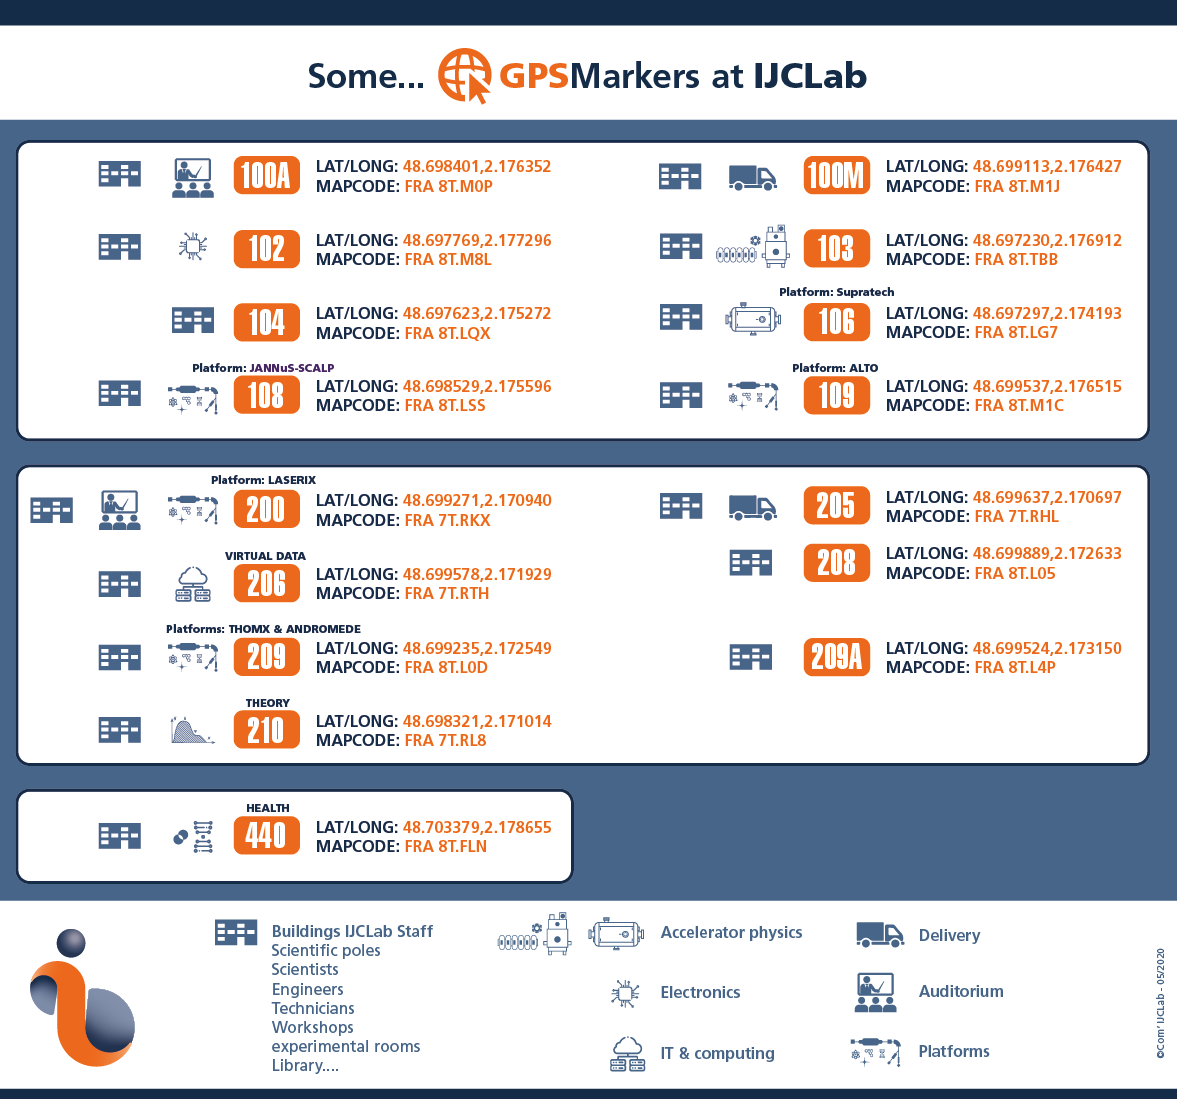 Some... GPSMarkers at IJCLab
100A
LAT/LONG: 48.698401,2.176352
MAPCODE: FRA 8T.M0P
100M
LAT/LONG: 48.699113,2.176427
MAPCODE: FRA 8T.M1J
102
LAT/LONG: 48.697769,2.177296
MAPCODE: FRA 8T.M8L
103
LAT/LONG: 48.697230,2.176912
MAPCODE: FRA 8T.TBB
104
LAT/LONG: 48.697623,2.175272
MAPCODE: FRA 8T.LQX
Platform: Supratech
106
LAT/LONG: 48.697297,2.174193
MAPCODE: FRA 8T.LG7
Platform: JANNuS-SCALP
108
LAT/LONG: 48.698529,2.175596
MAPCODE: FRA 8T.LSS
Platform: ALTO
109
LAT/LONG: 48.699537,2.176515
MAPCODE: FRA 8T.M1C
Platform: LASERIX
200
LAT/LONG: 48.699271,2.170940
MAPCODE: FRA 7T.RKX
205
LAT/LONG: 48.699637,2.170697
MAPCODE: FRA 7T.RHL
VIRTUAL DATA
206
LAT/LONG: 48.699578,2.171929
MAPCODE: FRA 7T.RTH
208
LAT/LONG: 48.699889,2.172633
MAPCODE: FRA 8T.L05
Platforms: THOMX & ANDROMEDE
209
LAT/LONG: 48.699235,2.172549
MAPCODE: FRA 8T.L0D
209A
LAT/LONG: 48.699524,2.173150
MAPCODE: FRA 8T.L4P
THEORY
210
LAT/LONG: 48.698321,2.171014
MAPCODE: FRA 7T.RL8
HEALTH
440
LAT/LONG: 48.703379,2.178655
MAPCODE: FRA 8T.FLN
Buildings IJCLab Staff
Scientific poles
Scientists
Engineers
Technicians
Workshops
experimental rooms
Library....
Accelerator physics
Electronics
IT & computing
Delivery
Auditorium
Platforms
©Com' IJCLab - 05/2020